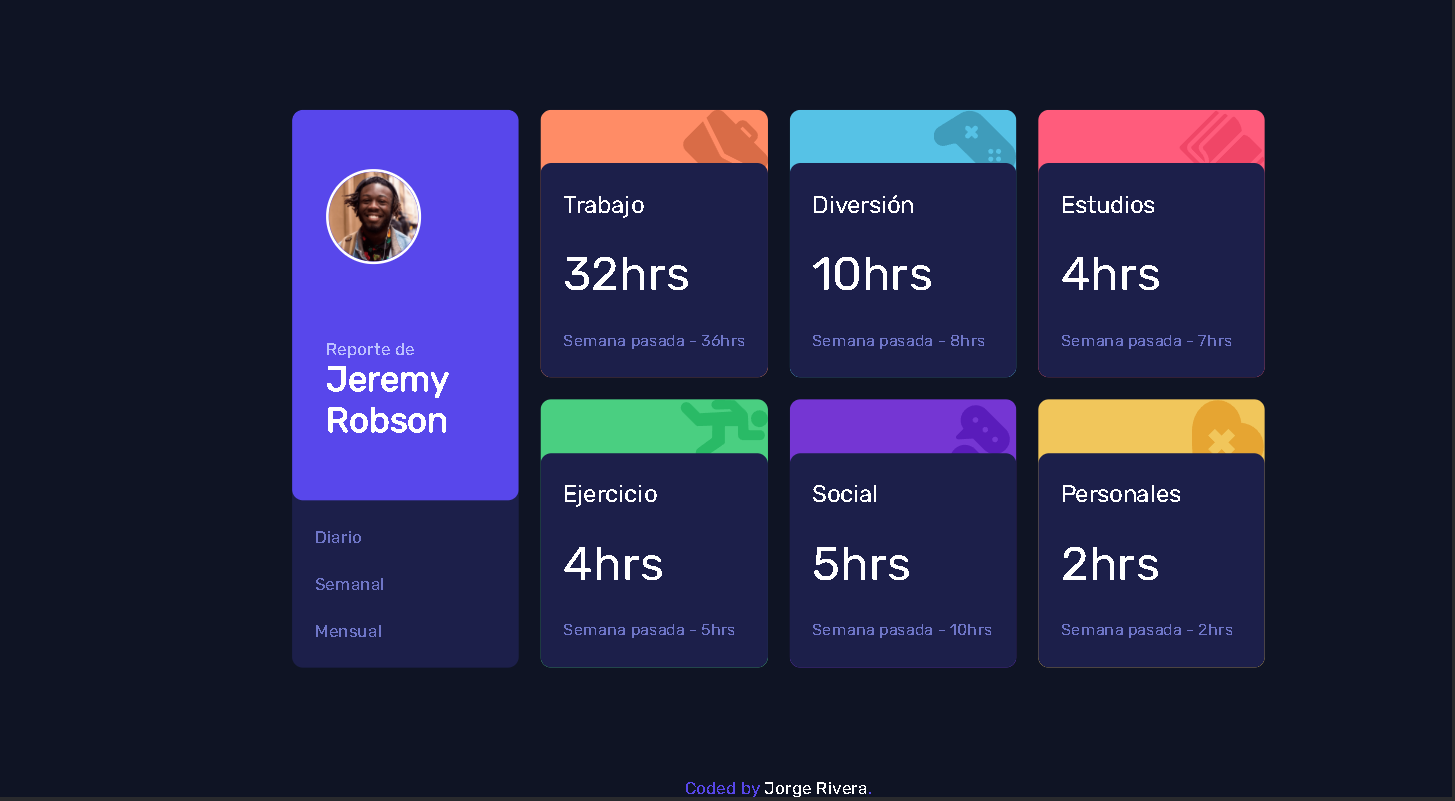 Reporte de
Jeremy
Robson
Diario
Semanal
Mensual
Trabajo
32hrs
Semana pasada - 36hrs
Diversión
10hrs
Semana pasada - 8hrs
Estudios
4hrs
Semana pasada - 7hrs
Ejercicio
4hrs
Semana pasada - 5hrs
Social
5hrs
Semana pasada - 10hrs
Personales
2hrs
Semana pasada - 2hrs
Coded by Jorge Rivera.